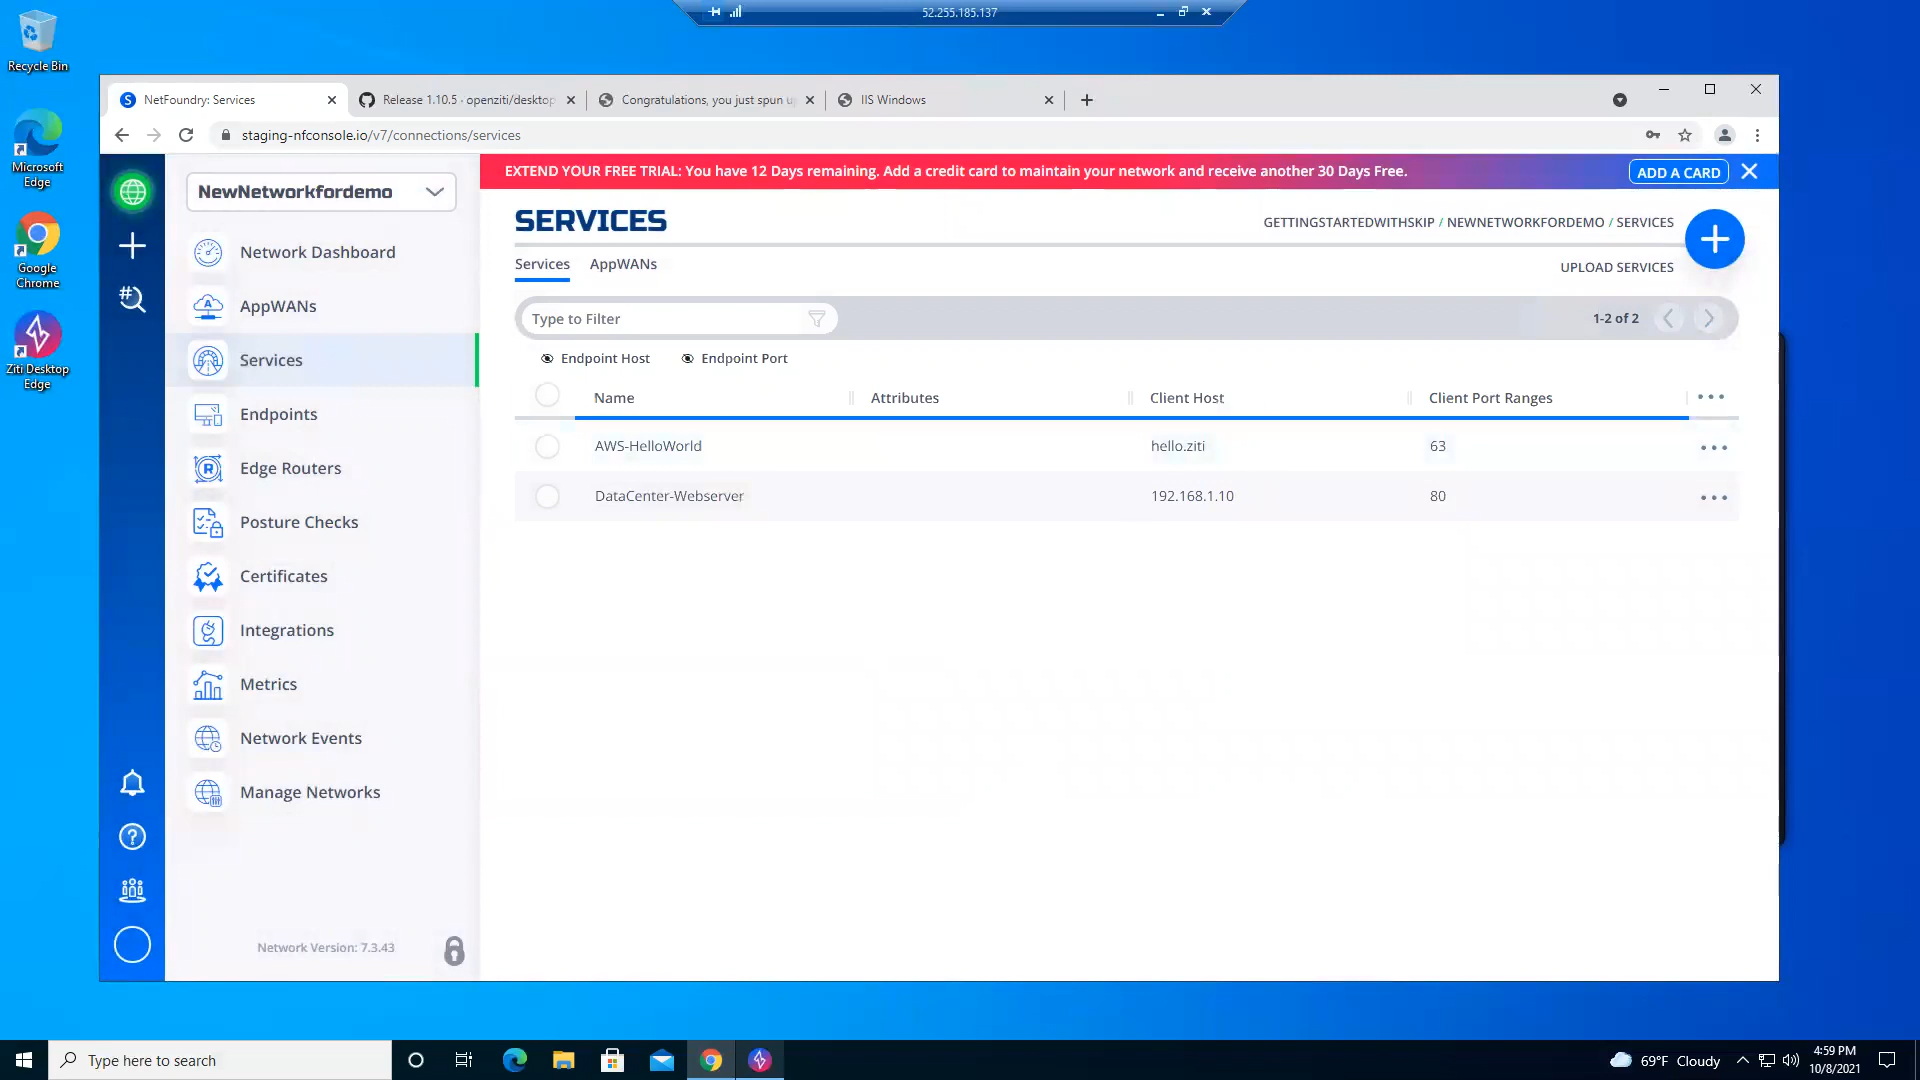 52.255.185.137
Recycle Bin
Microsoft
Edge
Google
Chrome
Ziti Desktop
Edge
NetFoundry: Services
Release 1.10.5 · openziti/desktop
Congratulations, you just spun u
IIS Windows
staging-nfconsole.io/v7/connections/services
NewNetworkfordemo
Network Dashboard
AppWANs
Services
Endpoints
Edge Routers
Posture Checks
Certificates
Integrations
Metrics
Network Events
Manage Networks
Network Version: 7.3.43
EXTEND YOUR FREE TRIAL: You have 12 Days remaining. Add a credit card to maintain your network and receive another 30 Days Free.
ADD A CARD
SERVICES
GETTINGSTARTEDWITHSKIP / NEWNETWORKFORDEMO / SERVICES
Services AppWANs
UPLOAD SERVICES
Type to Filter
1-2 of 2
Endpoint Host Endpoint Port
Name Attributes Client Host Client Port Ranges
AWS-HelloWorld hello.ziti 63
DataCenter-Webserver 192.168.1.10 80
Type here to search
69°F Cloudy
4:59 PM
10/8/2021